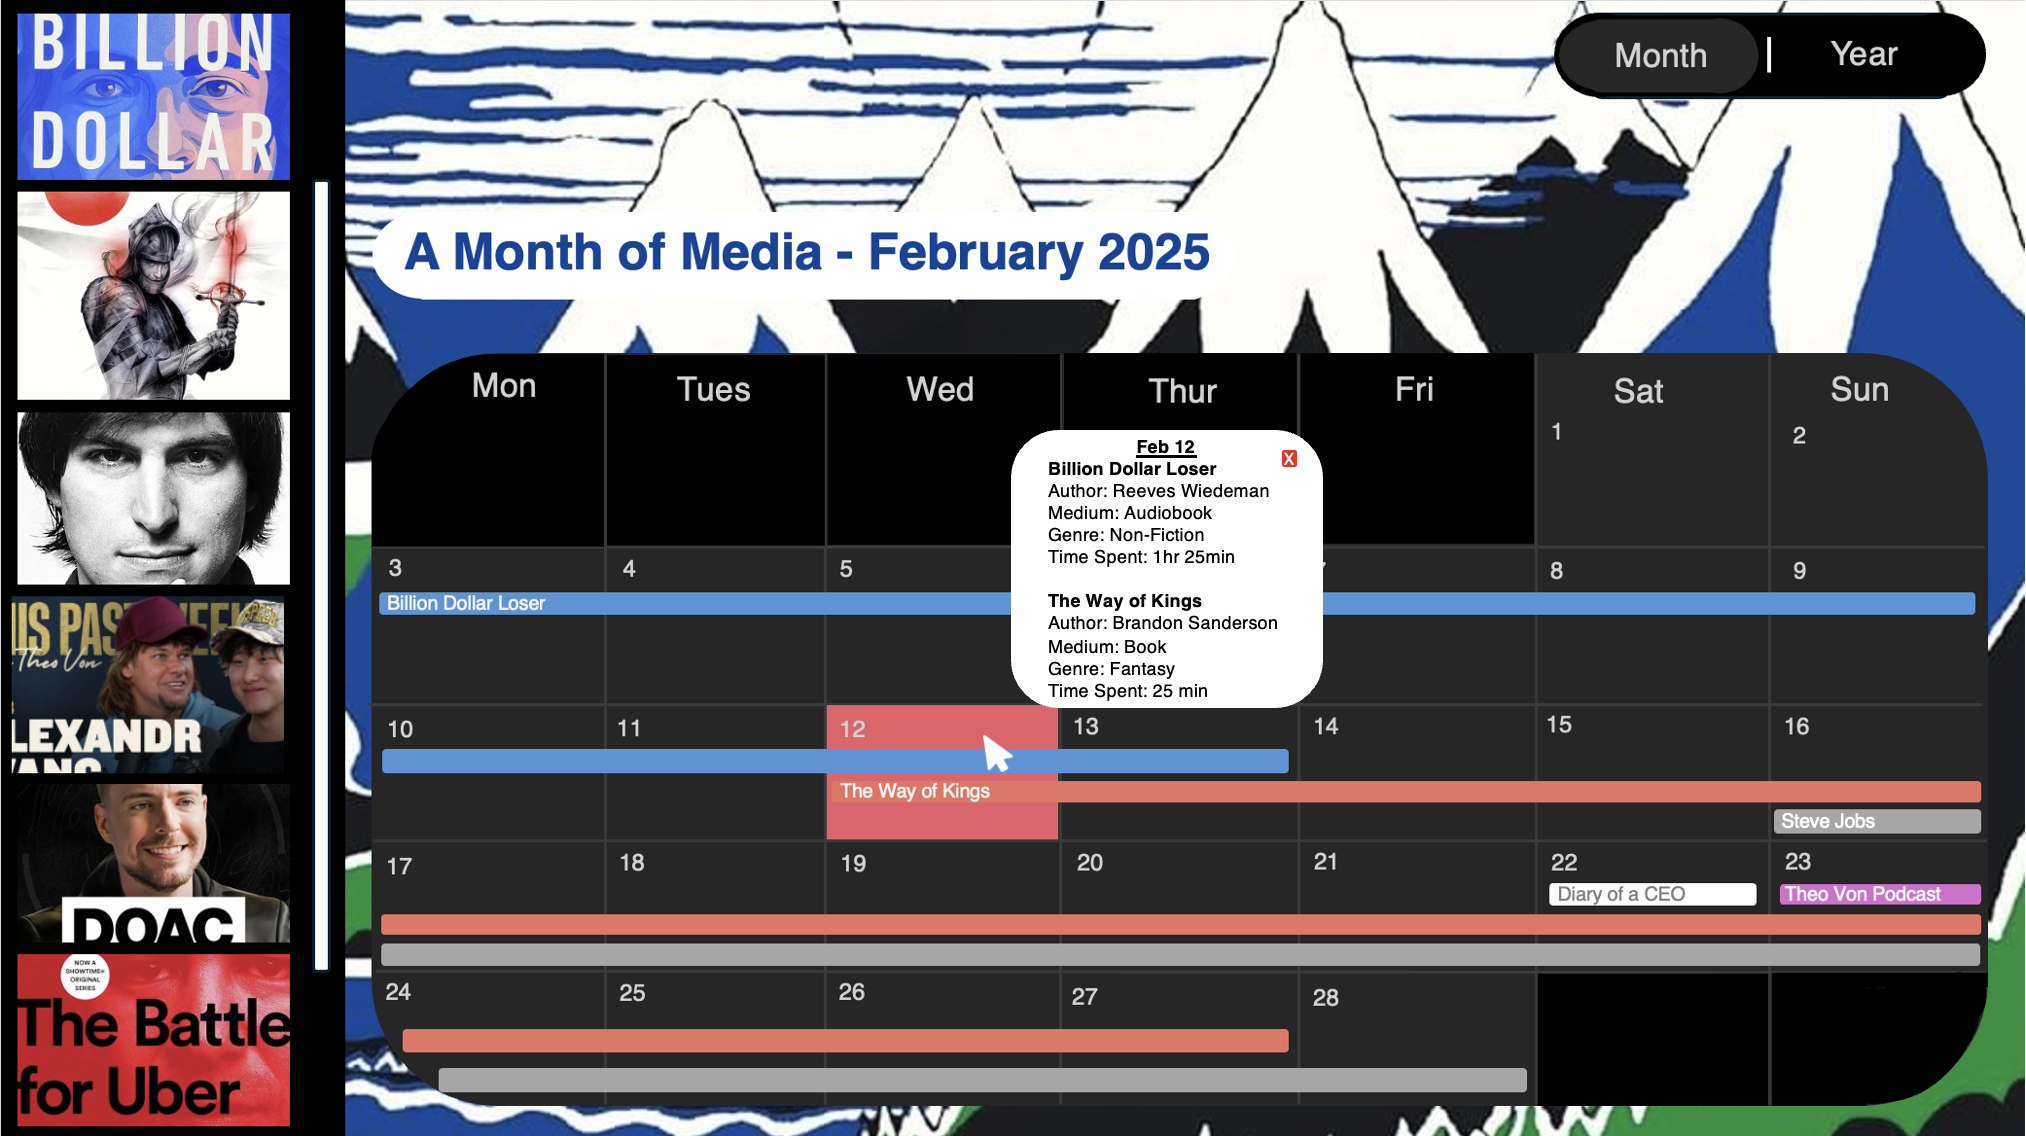 BILLION
DOLLAR
IS PAST WEEK
Theo Von
LEXANDR
WANG
DOAC
NOW A
SHOWTIME®
ORIGINAL
SERIES
The Battle
for Uber
Month | Year
A Month of Media - February 2025
Mon Tues Wed Thur Fri Sat Sun
1 2
Feb 12
X
Billion Dollar Loser
Author: Reeves Wiedeman
Medium: Audiobook
Genre: Non-Fiction
Time Spent: 1hr 25min
The Way of Kings
Author: Brandon Sanderson
Medium: Book
Genre: Fantasy
Time Spent: 25 min
3 4 5 8 9
Billion Dollar Loser
10 11 12 13 14 15 16
The Way of Kings
Steve Jobs
17 18 19 20 21 22 23
Diary of a CEO
Theo Von Podcast
24 25 26 27 28